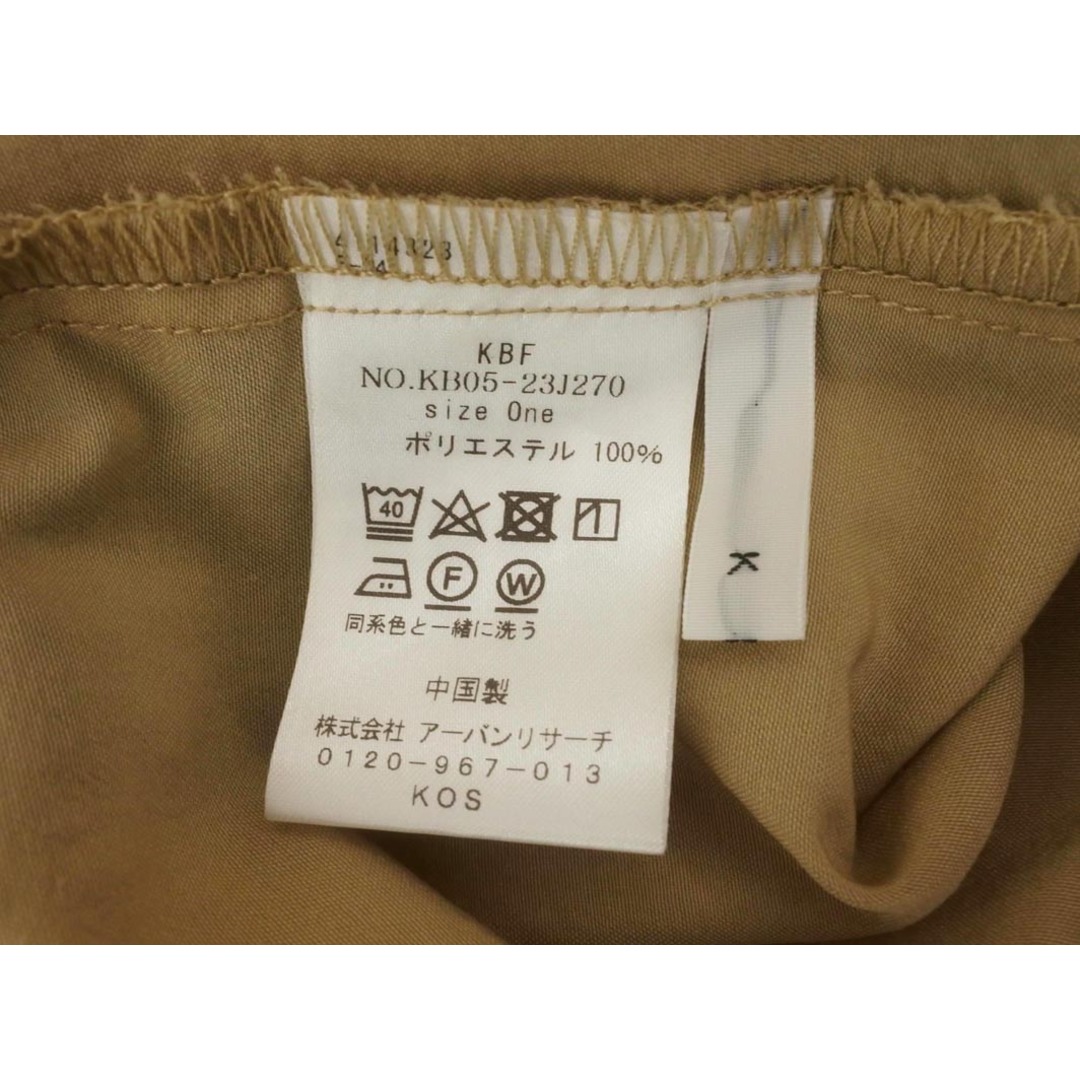 KBF
NO.KB05-23J270
size One
ポリエステル 100%
40
F W
同系色と一緒に洗う
中国製
株式会社 アーバンリサーチ
0120-967-013
KOS
K